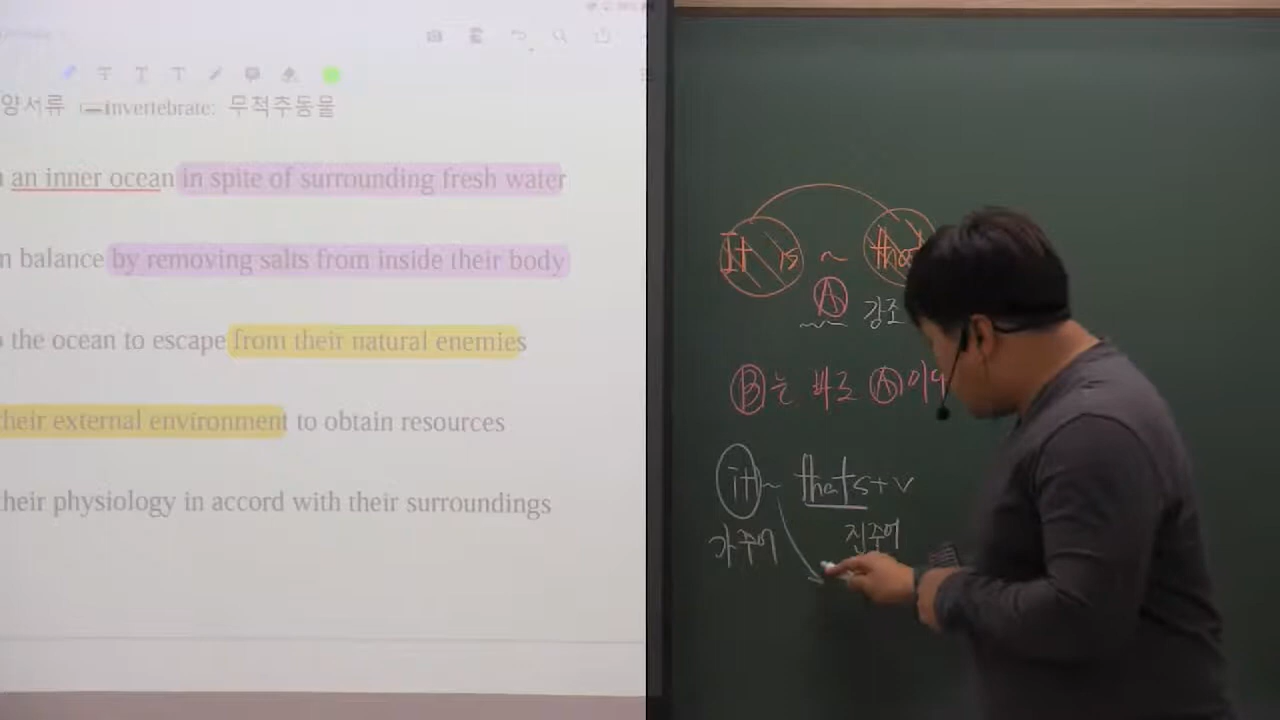 양서류 invertebrate: 무척추동물
an inner ocean in spite of surrounding fresh water
balance by removing salts from inside their body
the ocean to escape from their natural enemies
their external environment to obtain resources
their physiology in accord with their surroundings
It is ~ that
A 강조
B는 바로 A이
it ~ that s+v
가주어 진주어